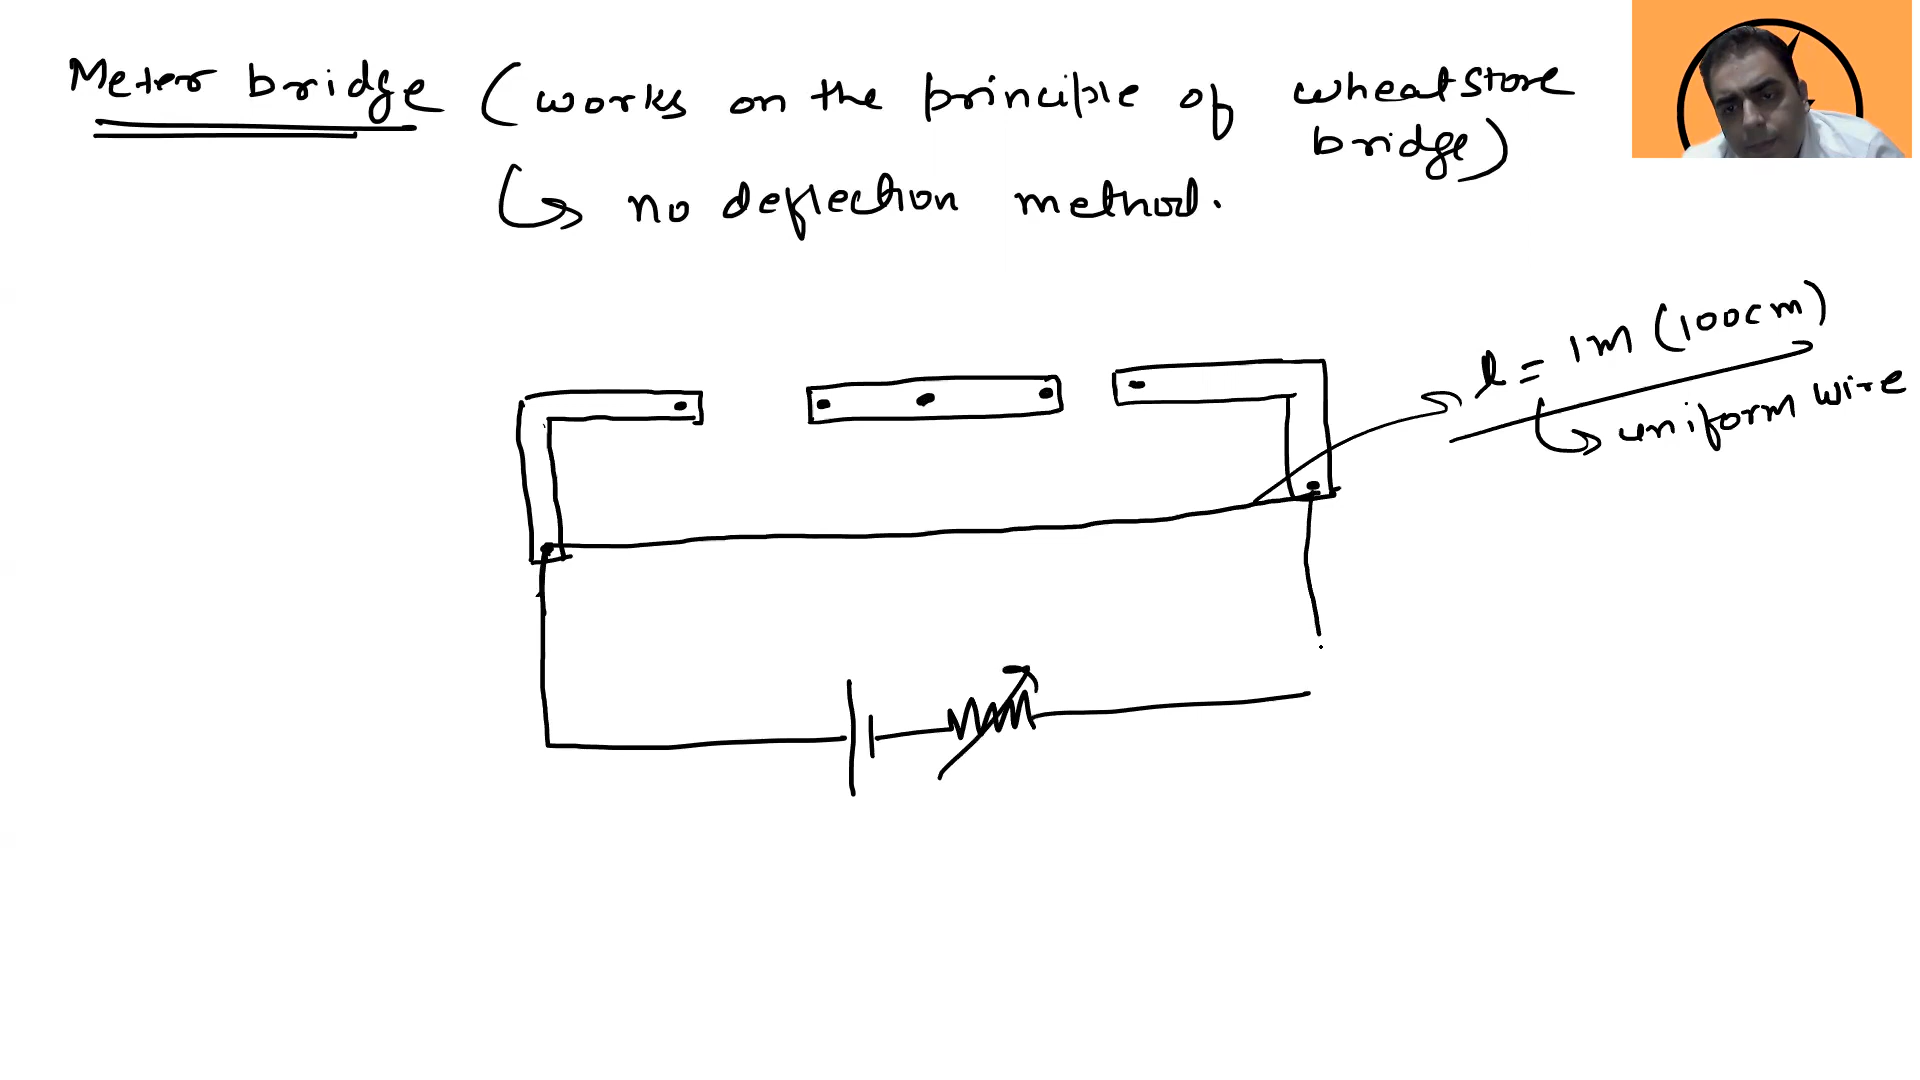 Meter bridge (works on the principle of wheatstone
bridge)
↳ no deflection method.
l = 1m (100cm)
↳ uniform wire